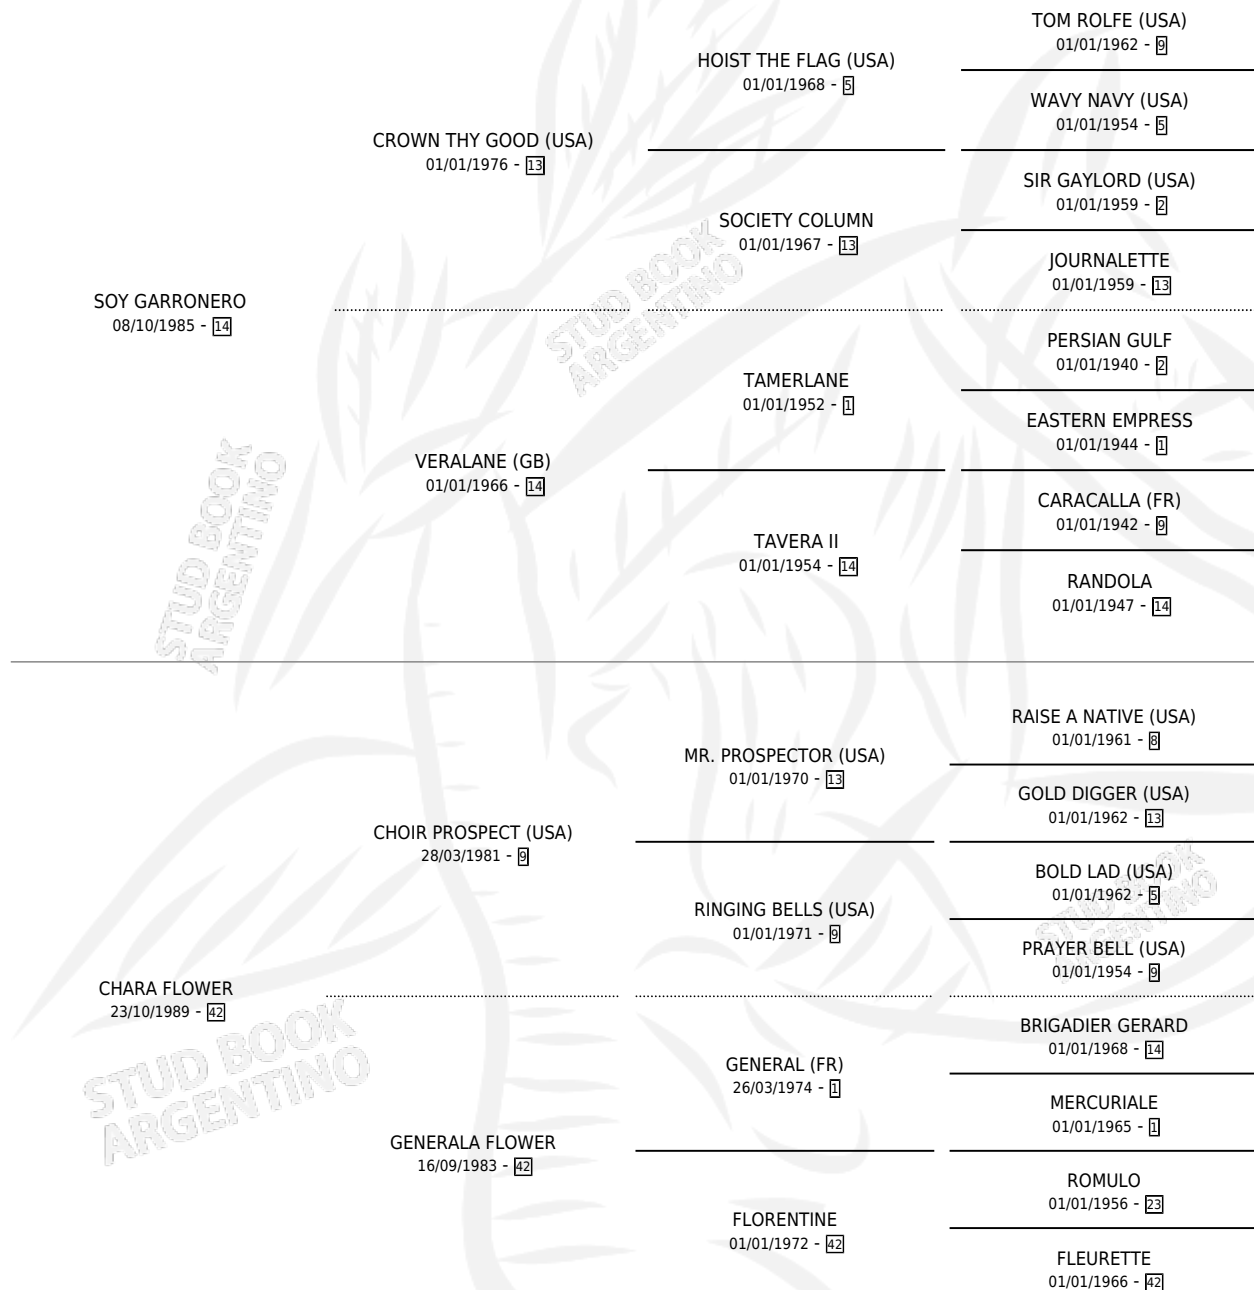 TOM ROLFE (USA)
01/01/1962 - 9
HOIST THE FLAG (USA)
01/01/1968 - 5
WAVY NAVY (USA)
01/01/1954 - 5
CROWN THY GOOD (USA)
01/01/1976 - 13
SIR GAYLORD (USA)
01/01/1959 - 2
SOCIETY COLUMN
01/01/1967 - 13
JOURNALETTE
01/01/1959 - 13
SOY GARRONERO
08/10/1985 - 14
PERSIAN GULF
01/01/1940 - 2
TAMERLANE
01/01/1952 - 1
EASTERN EMPRESS
01/01/1944 - 1
VERALANE (GB)
01/01/1966 - 14
CARACALLA (FR)
01/01/1942 - 9
TAVERA II
01/01/1954 - 14
RANDOLA
01/01/1947 - 14
RAISE A NATIVE (USA)
01/01/1961 - 8
MR. PROSPECTOR (USA)
01/01/1970 - 13
GOLD DIGGER (USA)
01/01/1962 - 13
CHOIR PROSPECT (USA)
28/03/1981 - 9
BOLD LAD (USA)
01/01/1962 - 5
RINGING BELLS (USA)
01/01/1971 - 9
PRAYER BELL (USA)
01/01/1954 - 9
CHARA FLOWER
23/10/1989 - 42
BRIGADIER GERARD
01/01/1968 - 14
GENERAL (FR)
26/03/1974 - 1
MERCURIALE
01/01/1965 - 1
GENERALA FLOWER
16/09/1983 - 42
ROMULO
01/01/1956 - 23
FLORENTINE
01/01/1972 - 42
FLEURETTE
01/01/1966 - 42
STUD BOOK
ARGENTINO
STUD BOOK
ARGENTINO
STUD BOOK
ARGENTINO
STUD BOOK
ARGENTINO